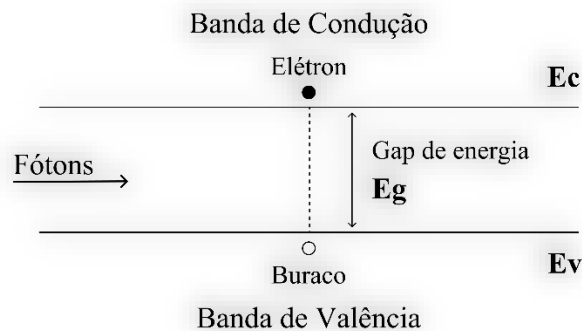 Banda de Condução
Elétron
Ec
Fótons
Gap de energia
Eg
Ev
Buraco
Banda de Valência